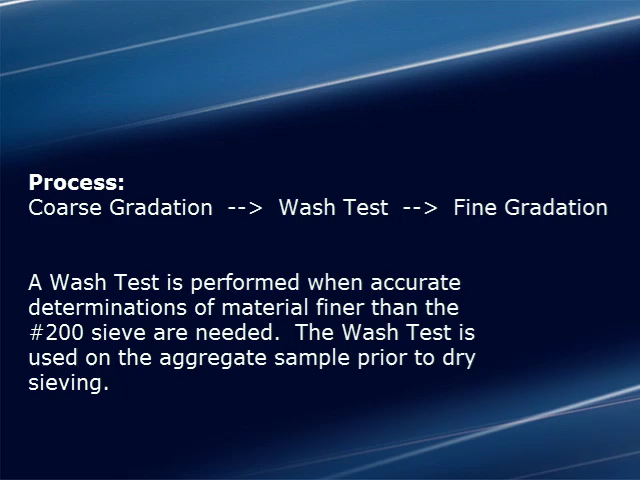 Process:
Coarse Gradation  -->  Wash Test  -->  Fine Gradation
A Wash Test is performed when accurate
determinations of material finer than the
#200 sieve are needed.  The Wash Test is
used on the aggregate sample prior to dry
sieving.